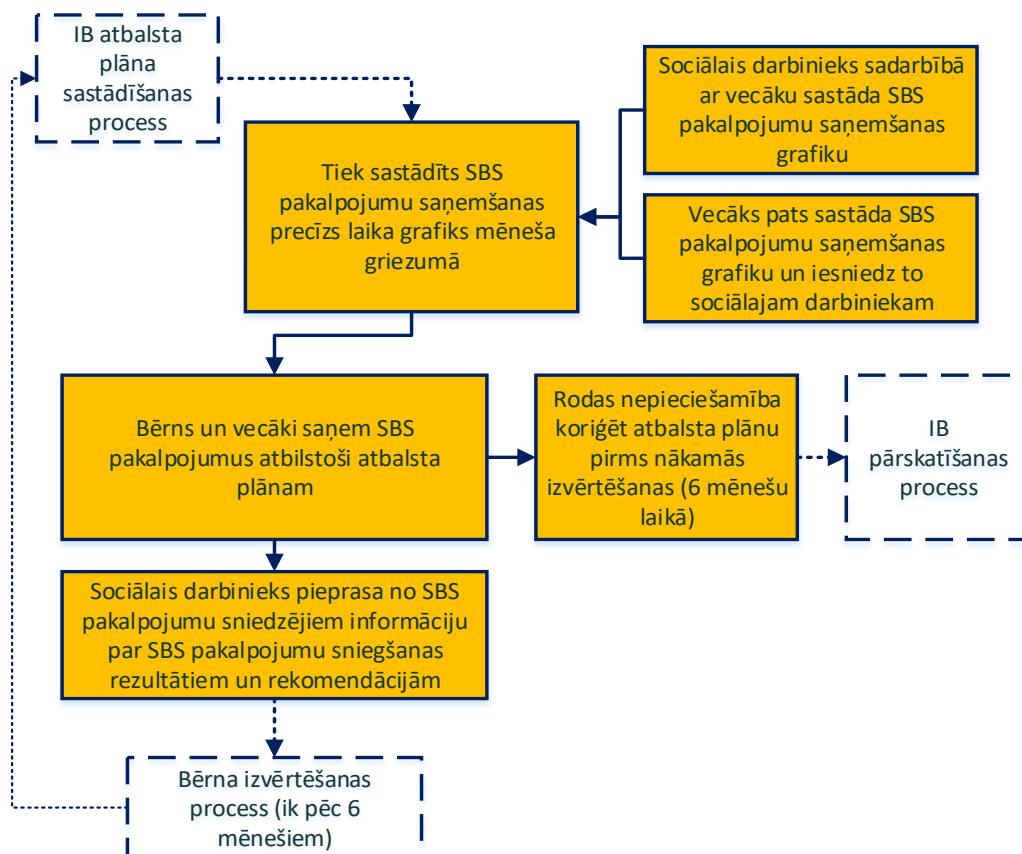 IB atbalsta
plāna
sastādīšanas
process
Sociālais darbinieks sadarbībā
ar vecāku sastāda SBS
pakalpojumu saņemšanas
grafiku
Tiek sastādīts SBS
pakalpojumu saņemšanas
precīzs laika grafiks mēneša
griezumā
Vecāks pats sastāda SBS
pakalpojumu saņemšanas
grafiku un iesniedz to
sociālajam darbiniekam
Bērns un vecāki saņem SBS
pakalpojumus atbilstoši atbalsta
plānam
Rodas nepieciešamība
koriģēt atbalsta plānu
pirms nākamās
izvērtēšanas (6 mēnešu
laikā)
IB
pārskatīšanas
process
Sociālais darbinieks pieprasa no SBS
pakalpojumu sniedzējiem informāciju
par SBS pakalpojumu sniegšanas
rezultātiem un rekomendācijām
Bērna izvērtēšanas
process (ik pēc 6
mēnešiem)